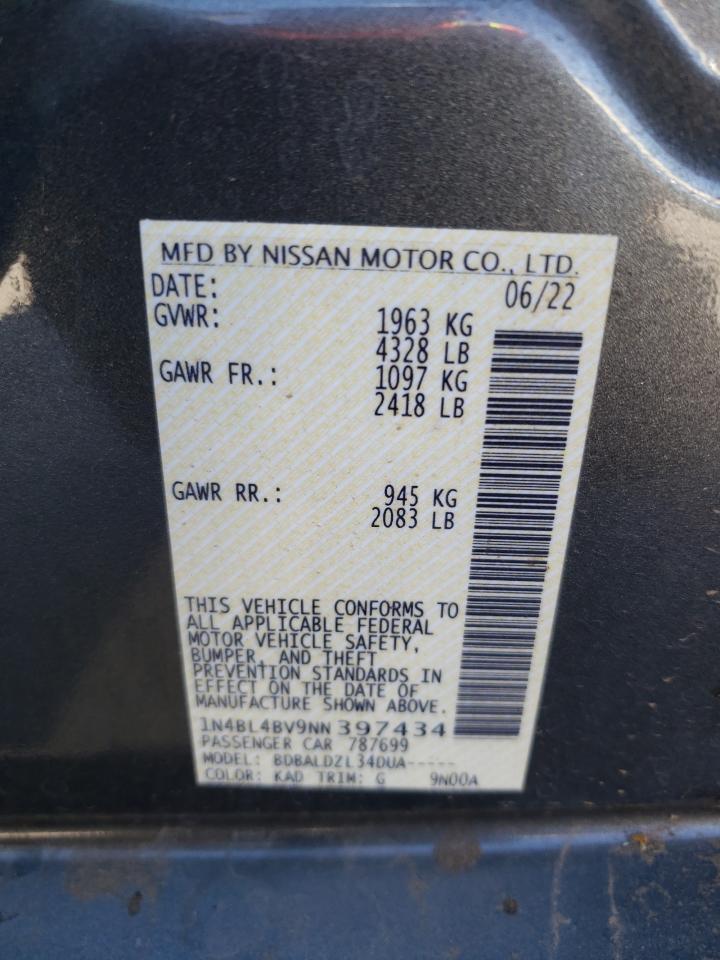 MFD BY NISSAN MOTOR CO., LTD.
DATE: 06/22
GVWR: 1963 KG
4328 LB
GAWR FR.: 1097 KG
2418 LB
GAWR RR.: 945 KG
2083 LB
THIS VEHICLE CONFORMS TO
ALL APPLICABLE FEDERAL
MOTOR VEHICLE SAFETY,
BUMPER, AND THEFT
PREVENTION STANDARDS IN
EFFECT ON THE DATE OF
MANUFACTURE SHOWN ABOVE.
1N4BL4BV9NN397434
PASSENGER CAR 787699
MODEL: BDBALDZL34DUA-----
COLOR: KAD TRIM: G 9N00A